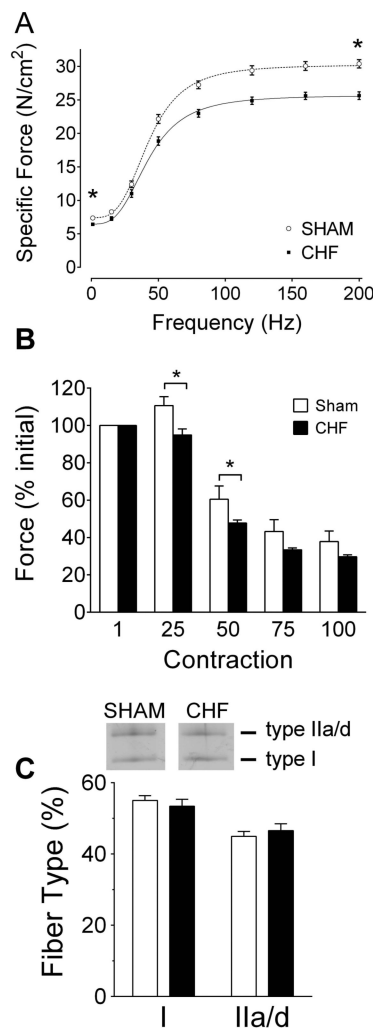 A
Specific Force (N/cm²)
35
30
25
20
15
10
5
0
*
*
SHAM
CHF
0 50 100 150 200
Frequency (Hz)
B
Force (% initial)
120
100
80
60
40
20
0
*
*
Sham
CHF
1 25 50 75 100
Contraction
SHAM CHF
type IIa/d
type I
C
Fiber Type (%)
60
40
20
0
I IIa/d